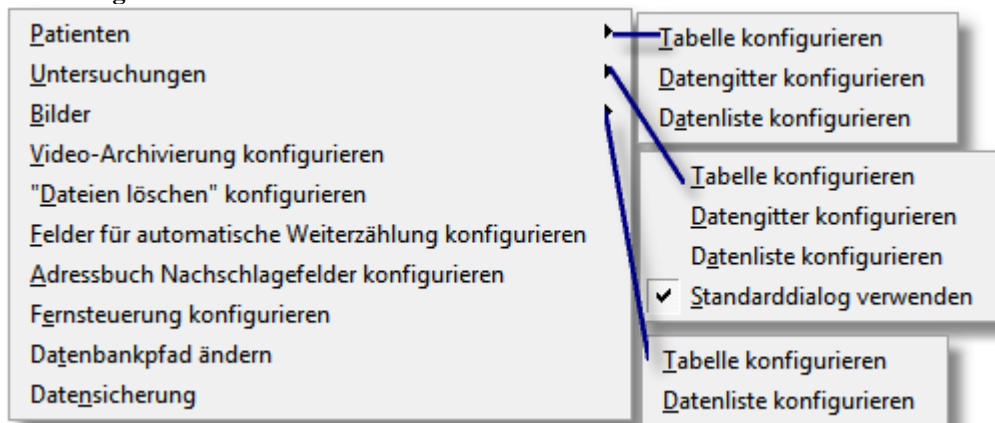 Patienten
Untersuchungen
Bilder
Video-Archivierung konfigurieren
"Dateien löschen" konfigurieren
Felder für automatische Weiterzählung konfigurieren
Adressbuch Nachschlagefelder konfigurieren
Fernsteuerung konfigurieren
Datenbankpfad ändern
Datensicherung
Tabelle konfigurieren
Datengitter konfigurieren
Datenliste konfigurieren
Tabelle konfigurieren
Datengitter konfigurieren
Datenliste konfigurieren
Standarddialog verwenden
Tabelle konfigurieren
Datenliste konfigurieren